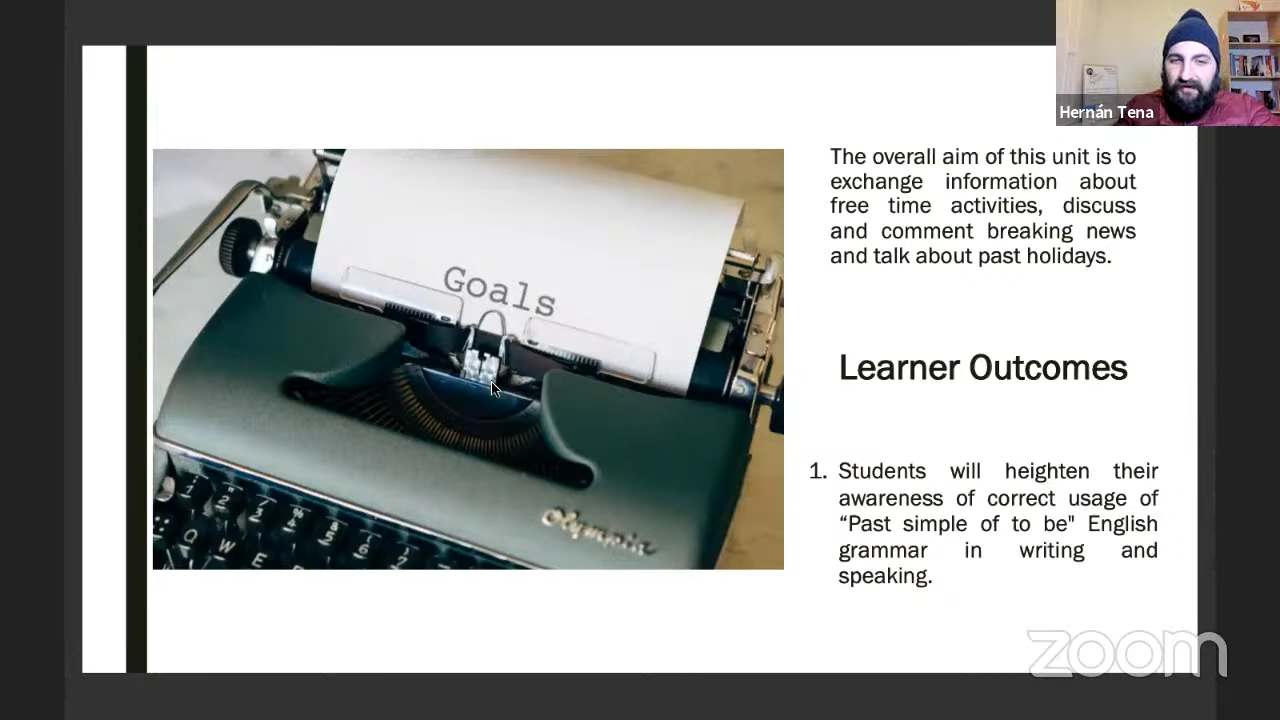 Hernán Tena
The overall aim of this unit is to
exchange information about
free time activities, discuss
and comment breaking news
and talk about past holidays.
Goals
Learner Outcomes
1. Students will heighten their
awareness of correct usage of
“Past simple of to be" English
grammar in writing and
speaking.
Olympia
Q W E
zoom